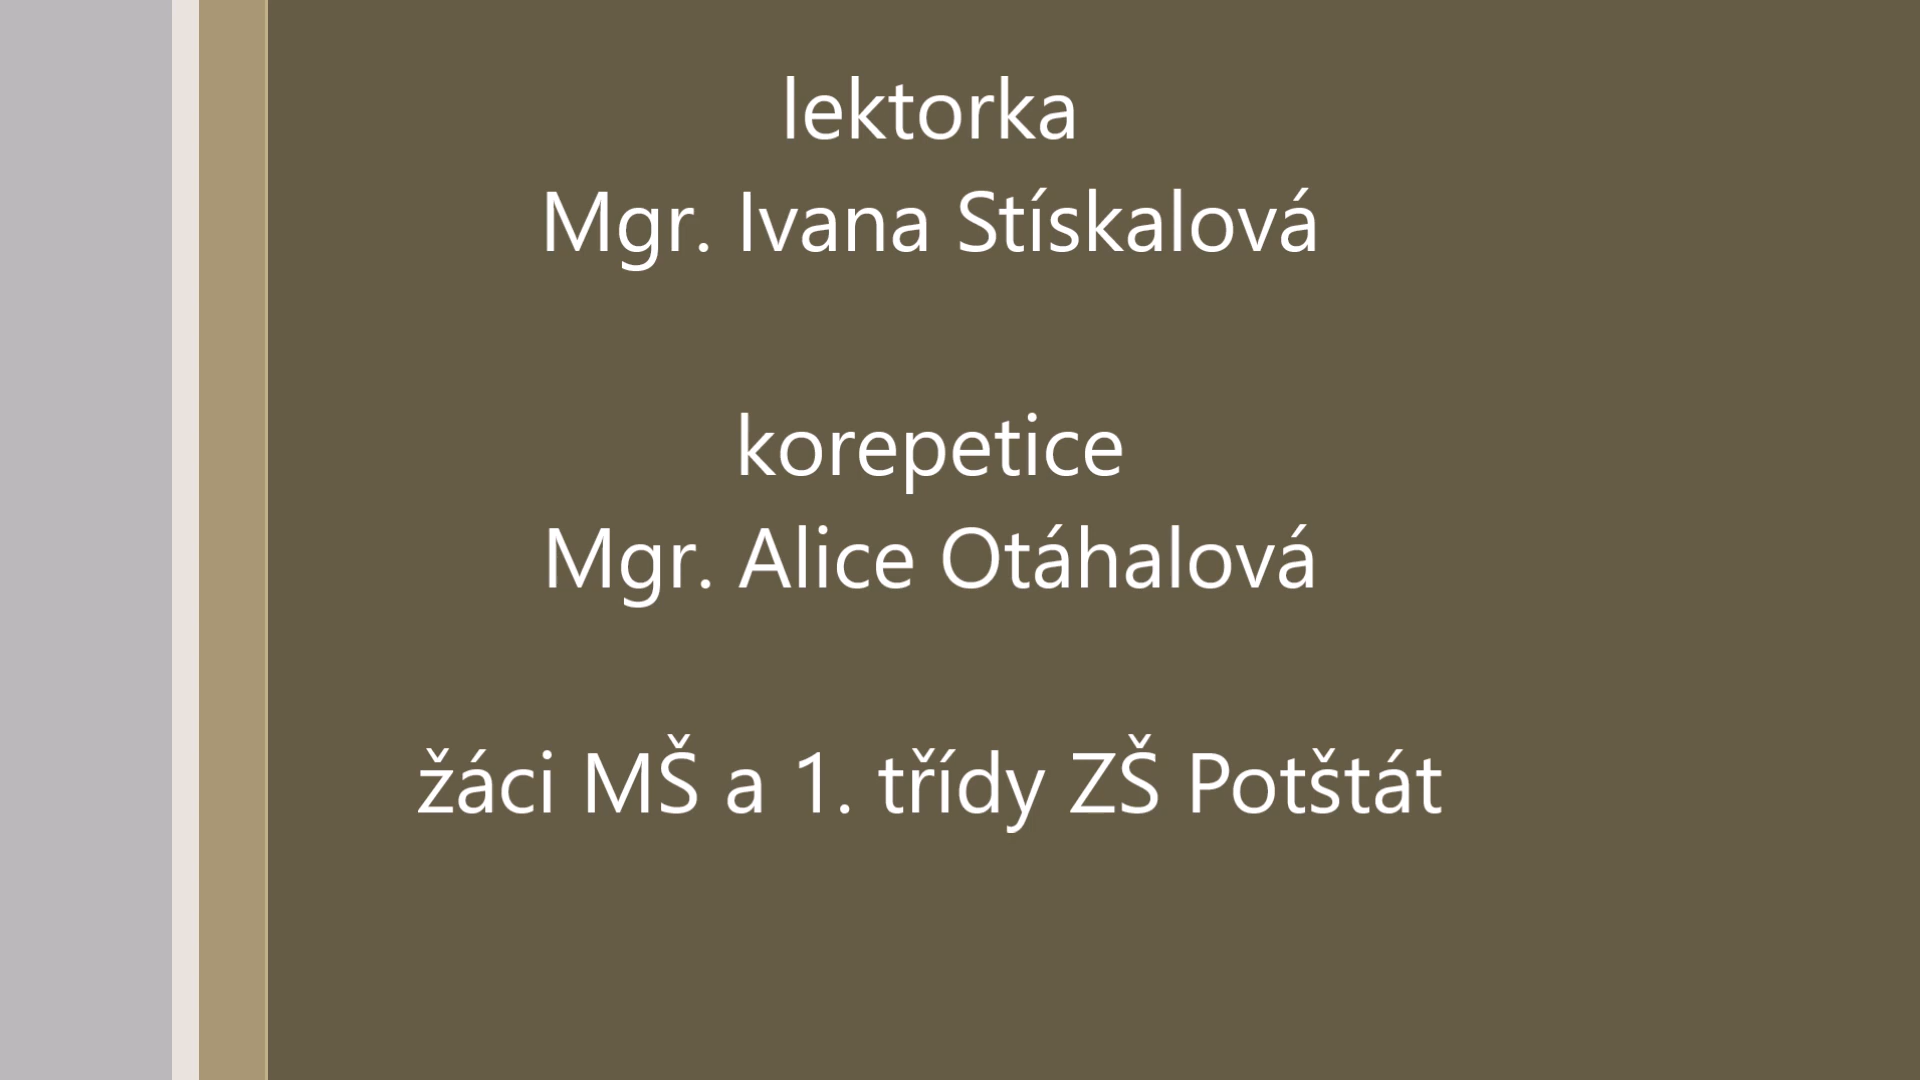 lektorka
Mgr. Ivana Stískalová
korepetice
Mgr. Alice Otáhalová
žáci MŠ a 1. třídy ZŠ Potštát